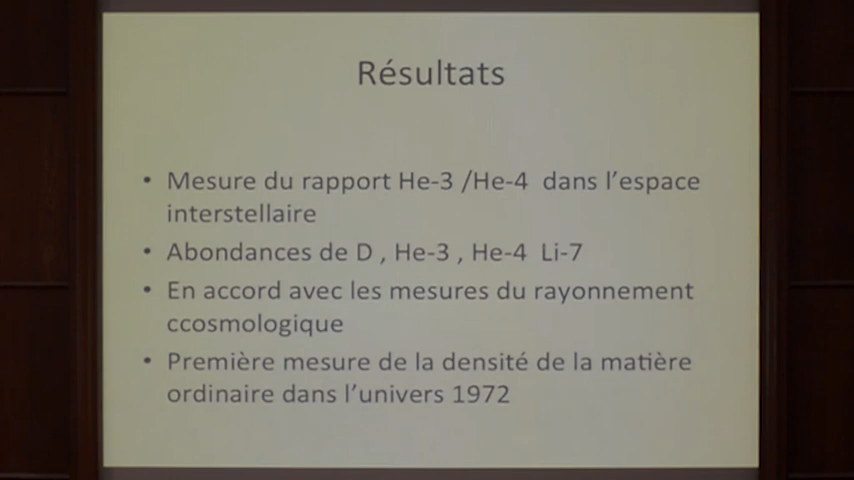 Résultats
• Mesure du rapport He-3 /He-4 dans l'espace
interstellaire
• Abondances de D , He-3 , He-4 Li-7
• En accord avec les mesures du rayonnement
ccosmologique
• Première mesure de la densité de la matière
ordinaire dans l'univers 1972